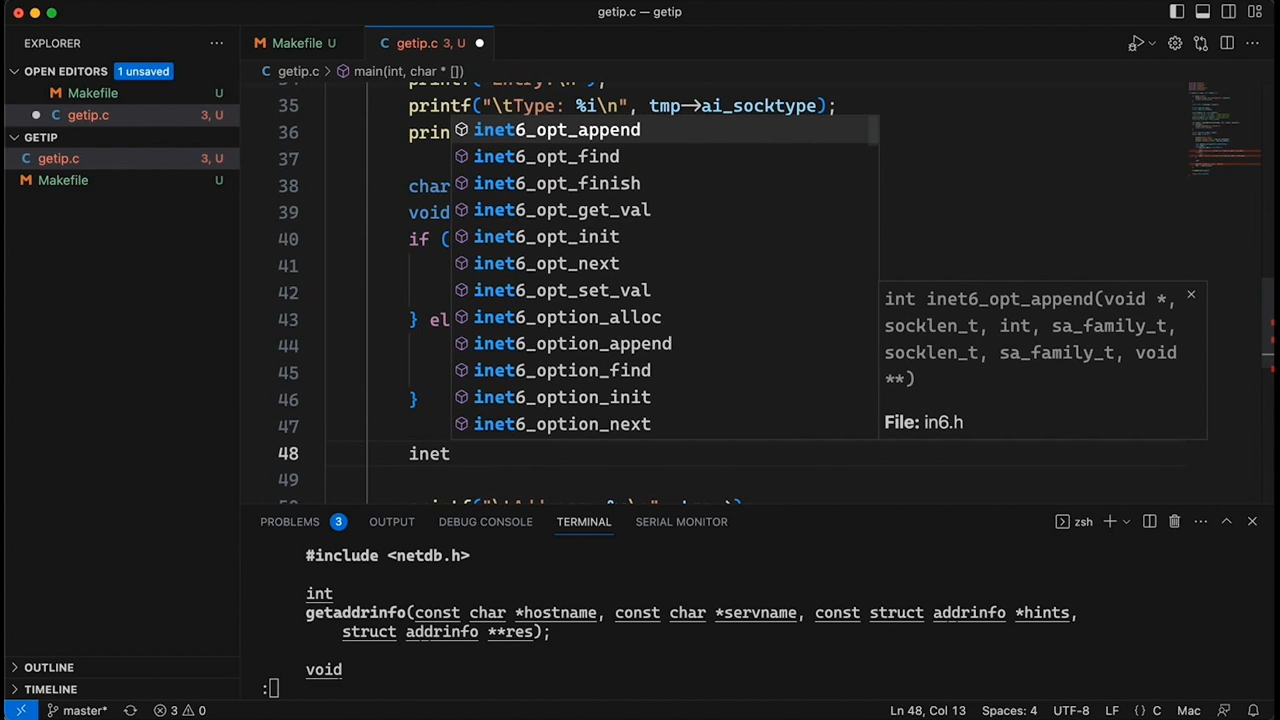 getip.c — getip
EXPLORER
OPEN EDITORS 1 unsaved
Makefile U
getip.c 3, U
GETIP
getip.c 3, U
Makefile U
OUTLINE
TIMELINE
Makefile U
getip.c 3, U
getip.c > main(int, char * [])
35 printf("\tType: %i\n", tmp->ai_socktype);
36 prin
37
38 char
39 void
40 if (
41
42
43 } el
44
45
46 }
47
48 inet
49
inet6_opt_append
inet6_opt_find
inet6_opt_finish
inet6_opt_get_val
inet6_opt_init
inet6_opt_next
inet6_opt_set_val
inet6_option_alloc
inet6_option_append
inet6_option_find
inet6_option_init
inet6_option_next
int inet6_opt_append(void *,
socklen_t, int, sa_family_t,
socklen_t, sa_family_t, void
**)
File: in6.h
PROBLEMS 3 OUTPUT DEBUG CONSOLE TERMINAL SERIAL MONITOR
zsh
#include <netdb.h>
int
getaddrinfo(const char *hostname, const char *servname, const struct addrinfo *hints,
struct addrinfo **res);
void
:
master* 3 0 Ln 48, Col 13 Spaces: 4 UTF-8 LF {} C Mac